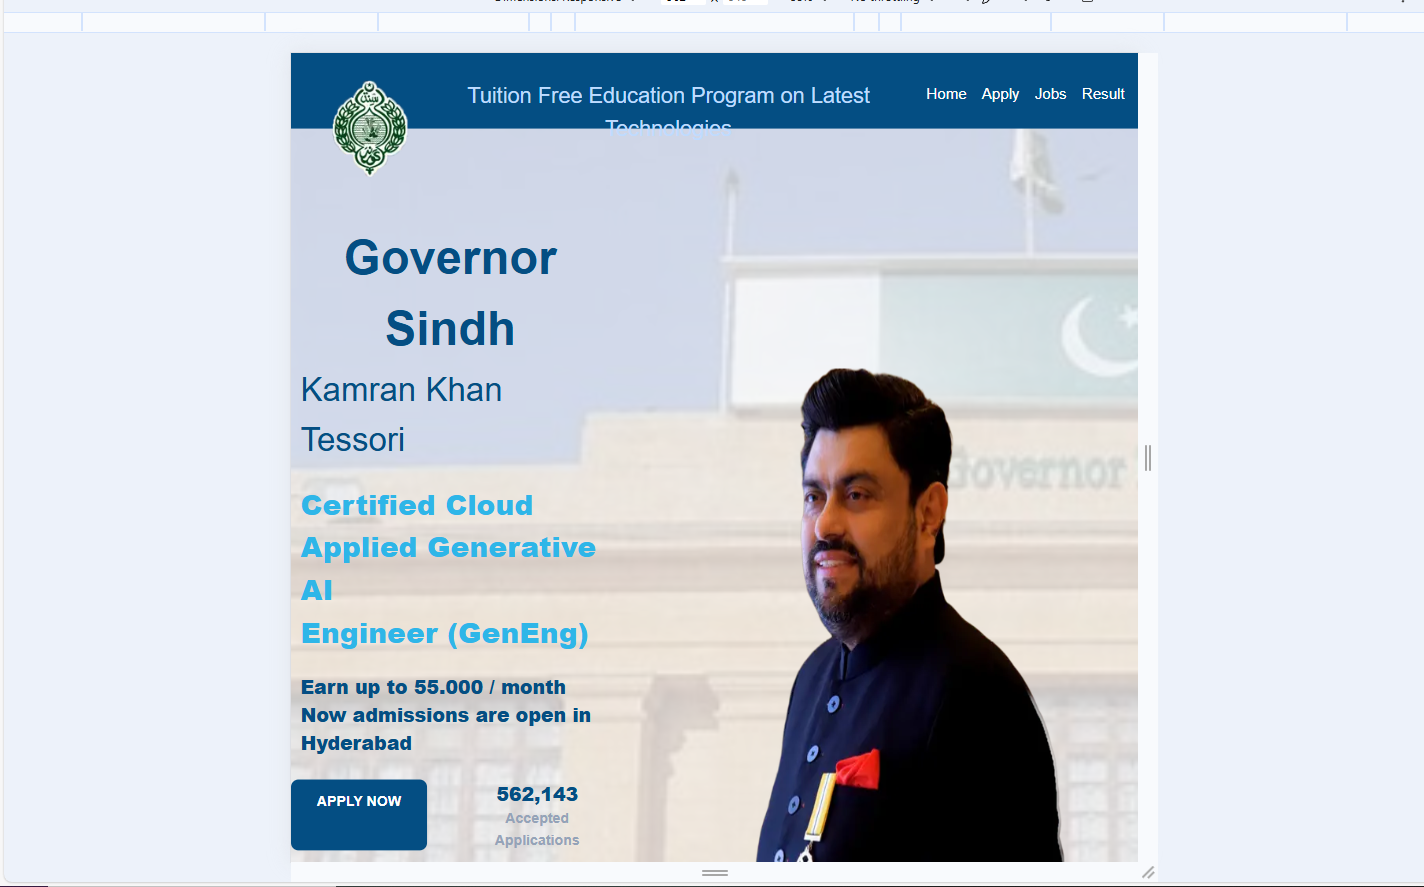 Tuition Free Education Program on Latest
Technologies
Home Apply Jobs Result
Governor
Sindh
Kamran Khan
Tessori
Governor
Certified Cloud
Applied Generative
AI
Engineer (GenEng)
Earn up to 55.000 / month
Now admissions are open in
Hyderabad
APPLY NOW
562,143
Accepted
Applications